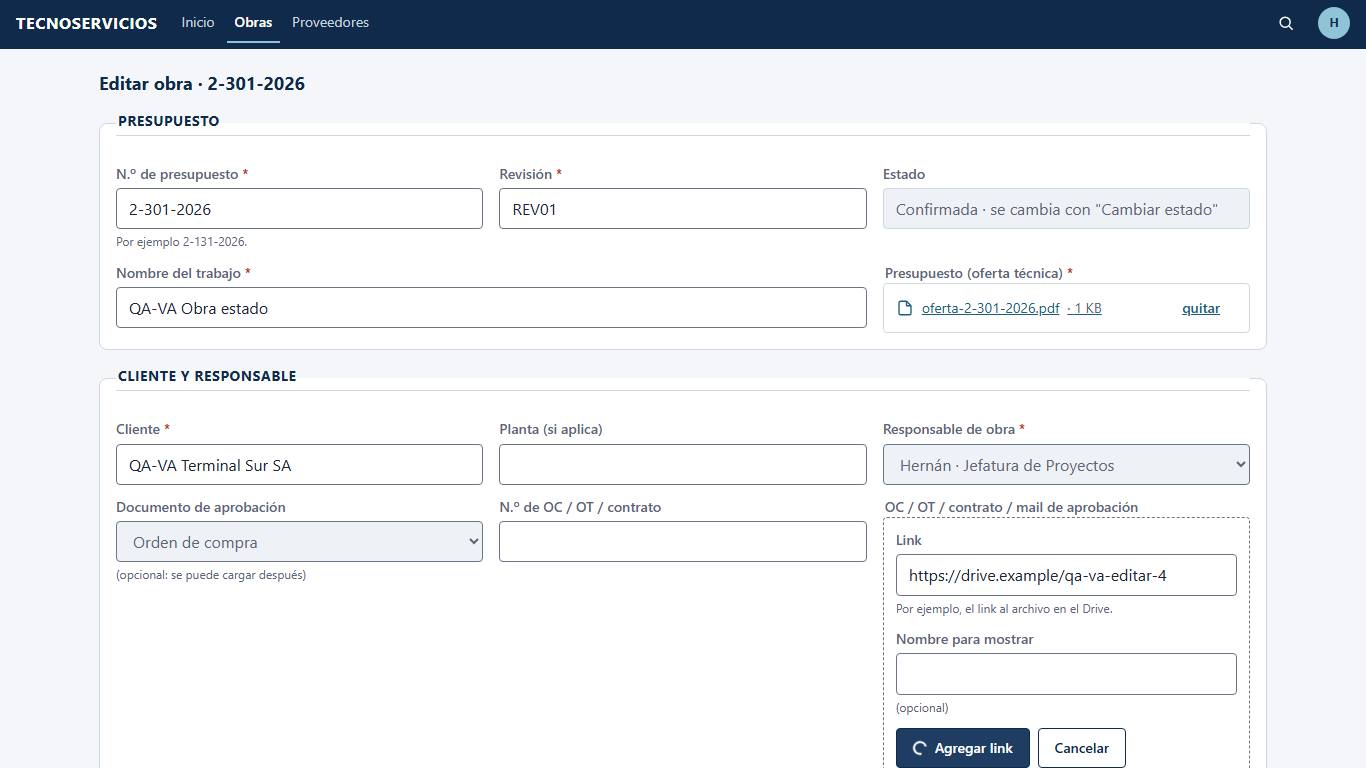 TECNOSERVICIOS Inicio Obras Proveedores H
Editar obra · 2-301-2026
PRESUPUESTO
N.º de presupuesto * Revisión * Estado
2-301-2026 REV01 Confirmada · se cambia con "Cambiar estado"
Por ejemplo 2-131-2026.
Nombre del trabajo * Presupuesto (oferta técnica) *
QA-VA Obra estado oferta-2-301-2026.pdf · 1 KB quitar
CLIENTE Y RESPONSABLE
Cliente * Planta (si aplica) Responsable de obra *
QA-VA Terminal Sur SA Hernán · Jefatura de Proyectos
Documento de aprobación N.º de OC / OT / contrato OC / OT / contrato / mail de aprobación
Orden de compra
(opcional: se puede cargar después)
Link
https://drive.example/qa-va-editar-4
Por ejemplo, el link al archivo en el Drive.
Nombre para mostrar
(opcional)
Agregar link Cancelar